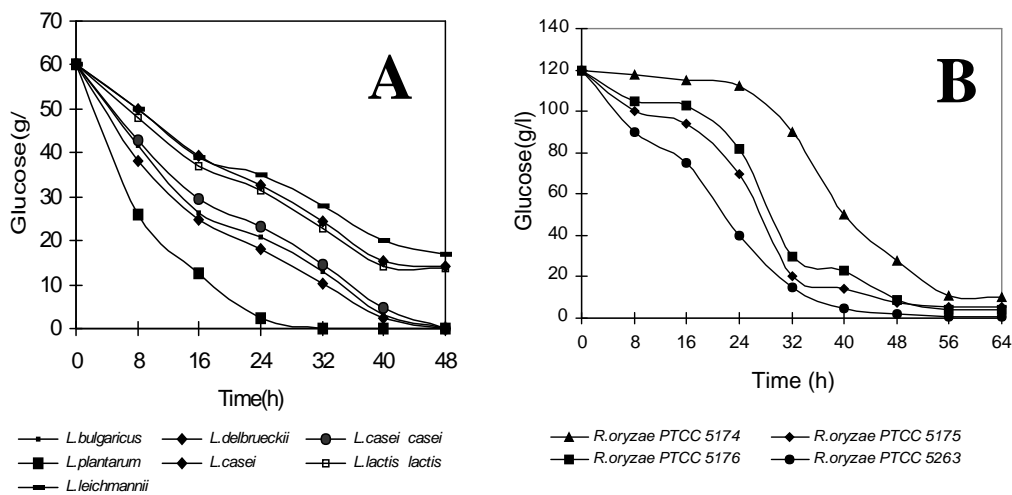 A
Glucose(g/
70
60
50
40
30
20
10
0
0 8 16 24 32 40 48
Time(h)
L.bulgaricus L.delbrueckii L.casei casei
L.plantarum L.casei L.lactis lactis
L.leichmannii
B
Glucose(g/l)
140
120
100
80
60
40
20
0
0 8 16 24 32 40 48 56 64
Time (h)
R.oryzae PTCC 5174 R.oryzae PTCC 5175
R.oryzae PTCC 5176 R.oryzae PTCC 5263